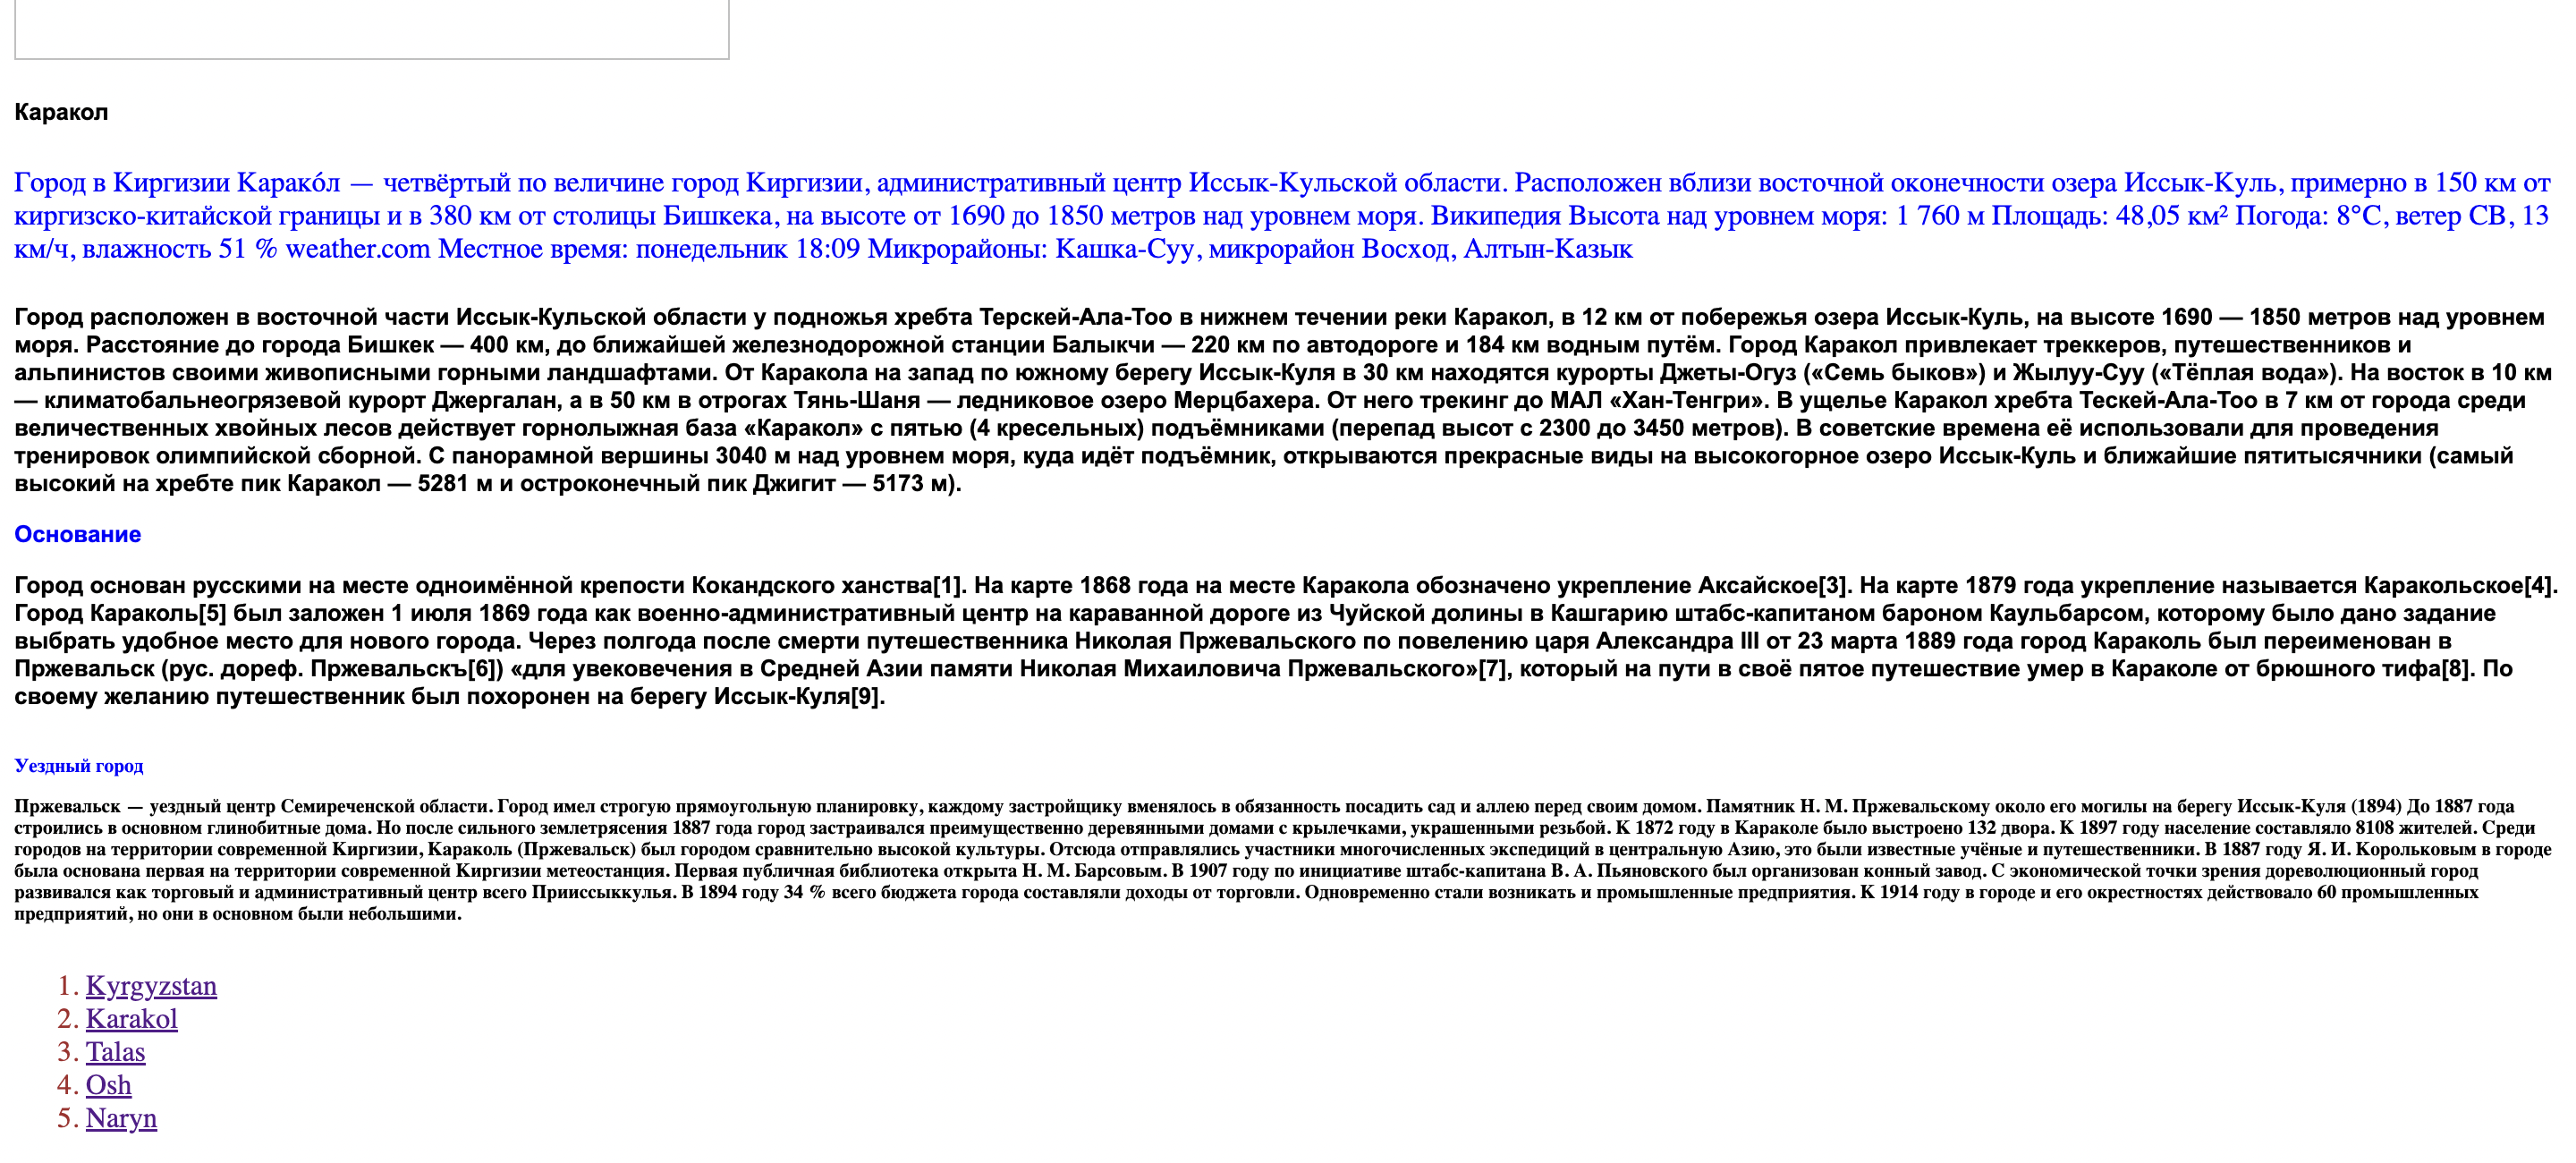 Каракол
Город в Киргизии Карако́л — четвёртый по величине город Киргизии, административный центр Иссык-Кульской области. Расположен вблизи восточной оконечности озера Иссык-Куль, примерно в 150 км от
киргизско-китайской границы и в 380 км от столицы Бишкека, на высоте от 1690 до 1850 метров над уровнем моря. Википедия Высота над уровнем моря: 1 760 м Площадь: 48,05 км² Погода: 8°C, ветер СВ, 13
км/ч, влажность 51 % weather.com Местное время: понедельник 18:09 Микрорайоны: Кашка-Суу, микрорайон Восход, Алтын-Казык
Город расположен в восточной части Иссык-Кульской области у подножья хребта Терскей-Ала-Тоо в нижнем течении реки Каракол, в 12 км от побережья озера Иссык-Куль, на высоте 1690 — 1850 метров над уровнем
моря. Расстояние до города Бишкек — 400 км, до ближайшей железнодорожной станции Балыкчи — 220 км по автодороге и 184 км водным путём. Город Каракол привлекает треккеров, путешественников и
альпинистов своими живописными горными ландшафтами. От Каракола на запад по южному берегу Иссык-Куля в 30 км находятся курорты Джеты-Огуз («Семь быков») и Жылуу-Суу («Тёплая вода»). На восток в 10 км
— климатобальнеогрязевой курорт Джергалан, а в 50 км в отрогах Тянь-Шаня — ледниковое озеро Мерцбахера. От него трекинг до МАЛ «Хан-Тенгри». В ущелье Каракол хребта Тескей-Ала-Тоо в 7 км от города среди
величественных хвойных лесов действует горнолыжная база «Каракол» с пятью (4 кресельных) подъёмниками (перепад высот с 2300 до 3450 метров). В советские времена её использовали для проведения
тренировок олимпийской сборной. С панорамной вершины 3040 м над уровнем моря, куда идёт подъёмник, открываются прекрасные виды на высокогорное озеро Иссык-Куль и ближайшие пятитысячники (самый
высокий на хребте пик Каракол — 5281 м и остроконечный пик Джигит — 5173 м).
Основание
Город основан русскими на месте одноимённой крепости Кокандского ханства[1]. На карте 1868 года на месте Каракола обозначено укрепление Аксайское[3]. На карте 1879 года укрепление называется Каракольское[4].
Город Караколь[5] был заложен 1 июля 1869 года как военно-административный центр на караванной дороге из Чуйской долины в Кашгарию штабс-капитаном бароном Каульбарсом, которому было дано задание
выбрать удобное место для нового города. Через полгода после смерти путешественника Николая Пржевальского по повелению царя Александра III от 23 марта 1889 года город Караколь был переименован в
Пржевальск (рус. дореф. Пржевальскъ[6]) «для увековечения в Средней Азии памяти Николая Михаиловича Пржевальского»[7], который на пути в своё пятое путешествие умер в Караколе от брюшного тифа[8]. По
своему желанию путешественник был похоронен на берегу Иссык-Куля[9].
Уездный город
Пржевальск — уездный центр Семиреченской области. Город имел строгую прямоугольную планировку, каждому застройщику вменялось в обязанность посадить сад и аллею перед своим домом. Памятник Н. М. Пржевальскому около его могилы на берегу Иссык-Куля (1894) До 1887 года
строились в основном глинобитные дома. Но после сильного землетрясения 1887 года город застраивался преимущественно деревянными домами с крылечками, украшенными резьбой. К 1872 году в Караколе было выстроено 132 двора. К 1897 году население составляло 8108 жителей. Среди
городов на территории современной Киргизии, Караколь (Пржевальск) был городом сравнительно высокой культуры. Отсюда отправлялись участники многочисленных экспедиций в центральную Азию, это были известные учёные и путешественники. В 1887 году Я. И. Корольковым в городе
была основана первая на территории современной Киргизии метеостанция. Первая публичная библиотека открыта Н. М. Барсовым. В 1907 году по инициативе штабс-капитана В. А. Пьяновского был организован конный завод. С экономической точки зрения дореволюционный город
развивался как торговый и административный центр всего Прииссыккулья. В 1894 году 34 % всего бюджета города составляли доходы от торговли. Одновременно стали возникать и промышленные предприятия. К 1914 году в городе и его окрестностях действовало 60 промышленных
предприятий, но они в основном были небольшими.
1. Kyrgyzstan
2. Karakol
3. Talas
4. Osh
5. Naryn